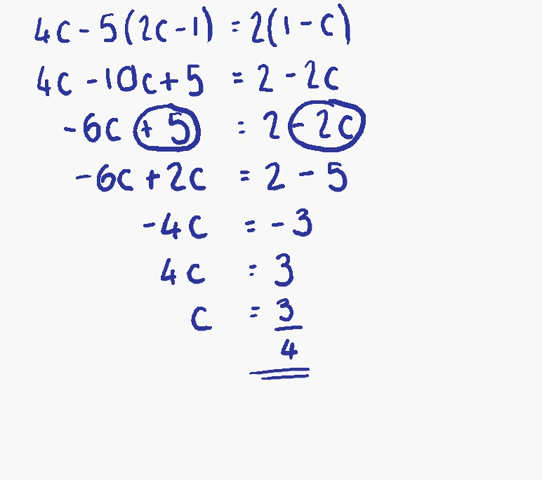 4c - 5(2c - 1) = 2(1 - c)
4c - 10c + 5 = 2 - 2c
-6c + 5 = 2 - 2c
-6c + 2c = 2 - 5
-4c = -3
4c = 3
c = 3/4